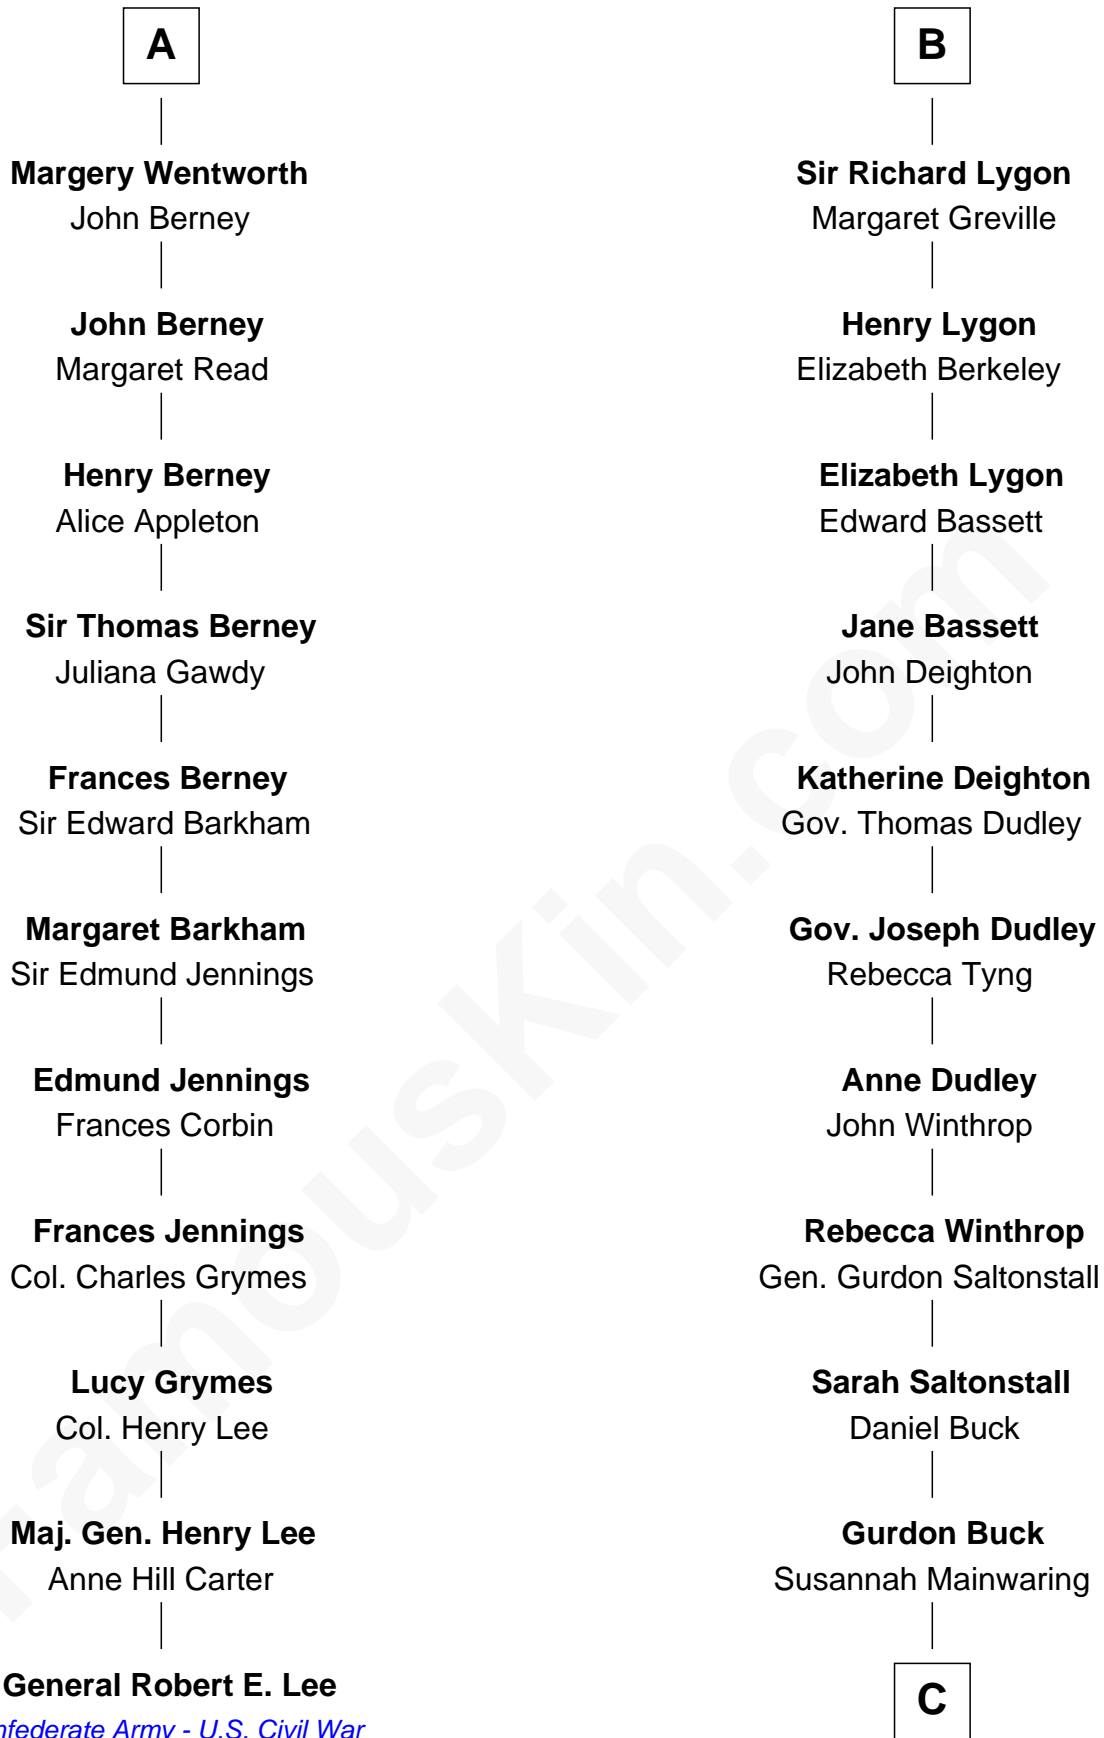 A
Margery Wentworth
John Berney
John Berney
Margaret Read
Henry Berney
Alice Appleton
Sir Thomas Berney
Juliana Gawdy
Frances Berney
Sir Edward Barkham
Margaret Barkham
Sir Edmund Jennings
Edmund Jennings
Frances Corbin
Frances Jennings
Col. Charles Grymes
Lucy Grymes
Col. Henry Lee
Maj. Gen. Henry Lee
Anne Hill Carter
General Robert E. Lee
nfederate Army - U.S. Civil War
B
Sir Richard Lygon
Margaret Greville
Henry Lygon
Elizabeth Berkeley
Elizabeth Lygon
Edward Bassett
Jane Bassett
John Deighton
Katherine Deighton
Gov. Thomas Dudley
Gov. Joseph Dudley
Rebecca Tyng
Anne Dudley
John Winthrop
Rebecca Winthrop
Gen. Gurdon Saltonstall
Sarah Saltonstall
Daniel Buck
Gurdon Buck
Susannah Mainwaring
C
FamousKin.com